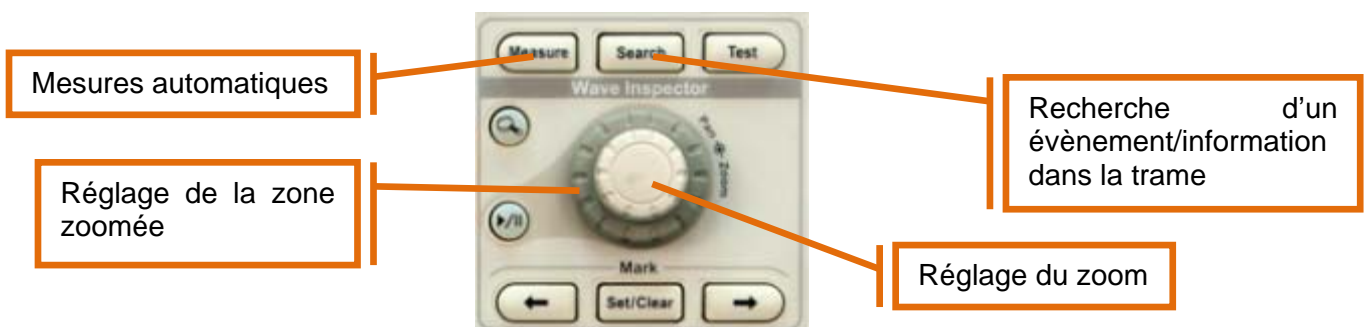 Mesures automatiques
Réglage de la zone
zoomée
Measure
Search
Test
Wave Inspector
Pan
Zoom
Mark
Set/Clear
Recherche d'un
évènement/information
dans la trame
Réglage du zoom